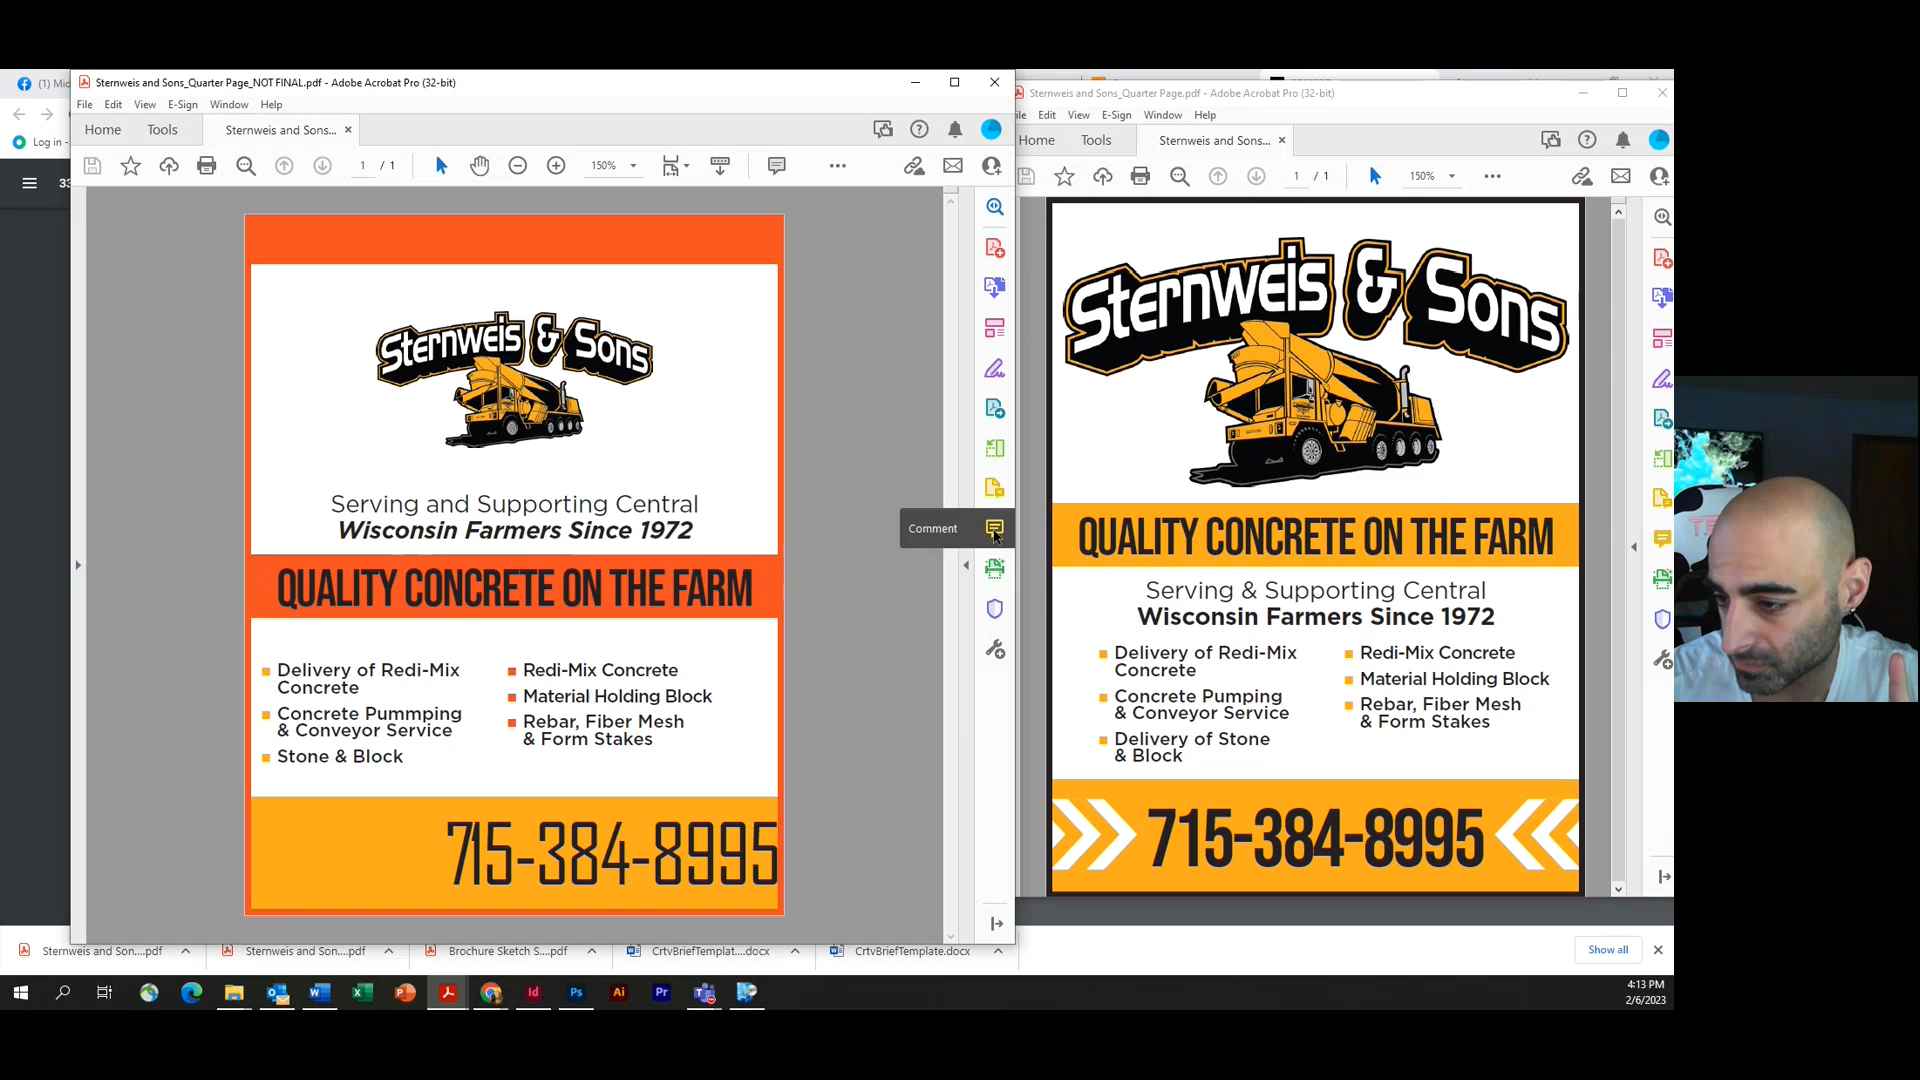 (1) Mic
Sternweis and Sons_Quarter Page_NOT FINAL.pdf - Adobe Acrobat Pro (32-bit)
File Edit View E-Sign Window Help
Home Tools Sternweis and Sons...
1 / 1 150%
Log in -
33
Sternweis & Sons
Serving and Supporting Central
Wisconsin Farmers Since 1972
QUALITY CONCRETE ON THE FARM
Delivery of Redi-Mix
Concrete
Concrete Pummping
& Conveyor Service
Stone & Block
Redi-Mix Concrete
Material Holding Block
Rebar, Fiber Mesh
& Form Stakes
715-384-8995
Comment
Sternweis and Sons_Quarter Page.pdf - Adobe Acrobat Pro (32-bit)
ile Edit View E-Sign Window Help
Home Tools Sternweis and Sons...
1 / 1 150%
Sternweis & Sons
QUALITY CONCRETE ON THE FARM
Serving & Supporting Central
Wisconsin Farmers Since 1972
Delivery of Redi-Mix
Concrete
Concrete Pumping
& Conveyor Service
Delivery of Stone
& Block
Redi-Mix Concrete
Material Holding Block
Rebar, Fiber Mesh
& Form Stakes
715-384-8995
Sternweis and Son....pdf Sternweis and Son....pdf Brochure Sketch S....pdf CrtvBriefTemplat....docx CrtvBriefTemplate.docx Show all
4:13 PM
2/6/2023